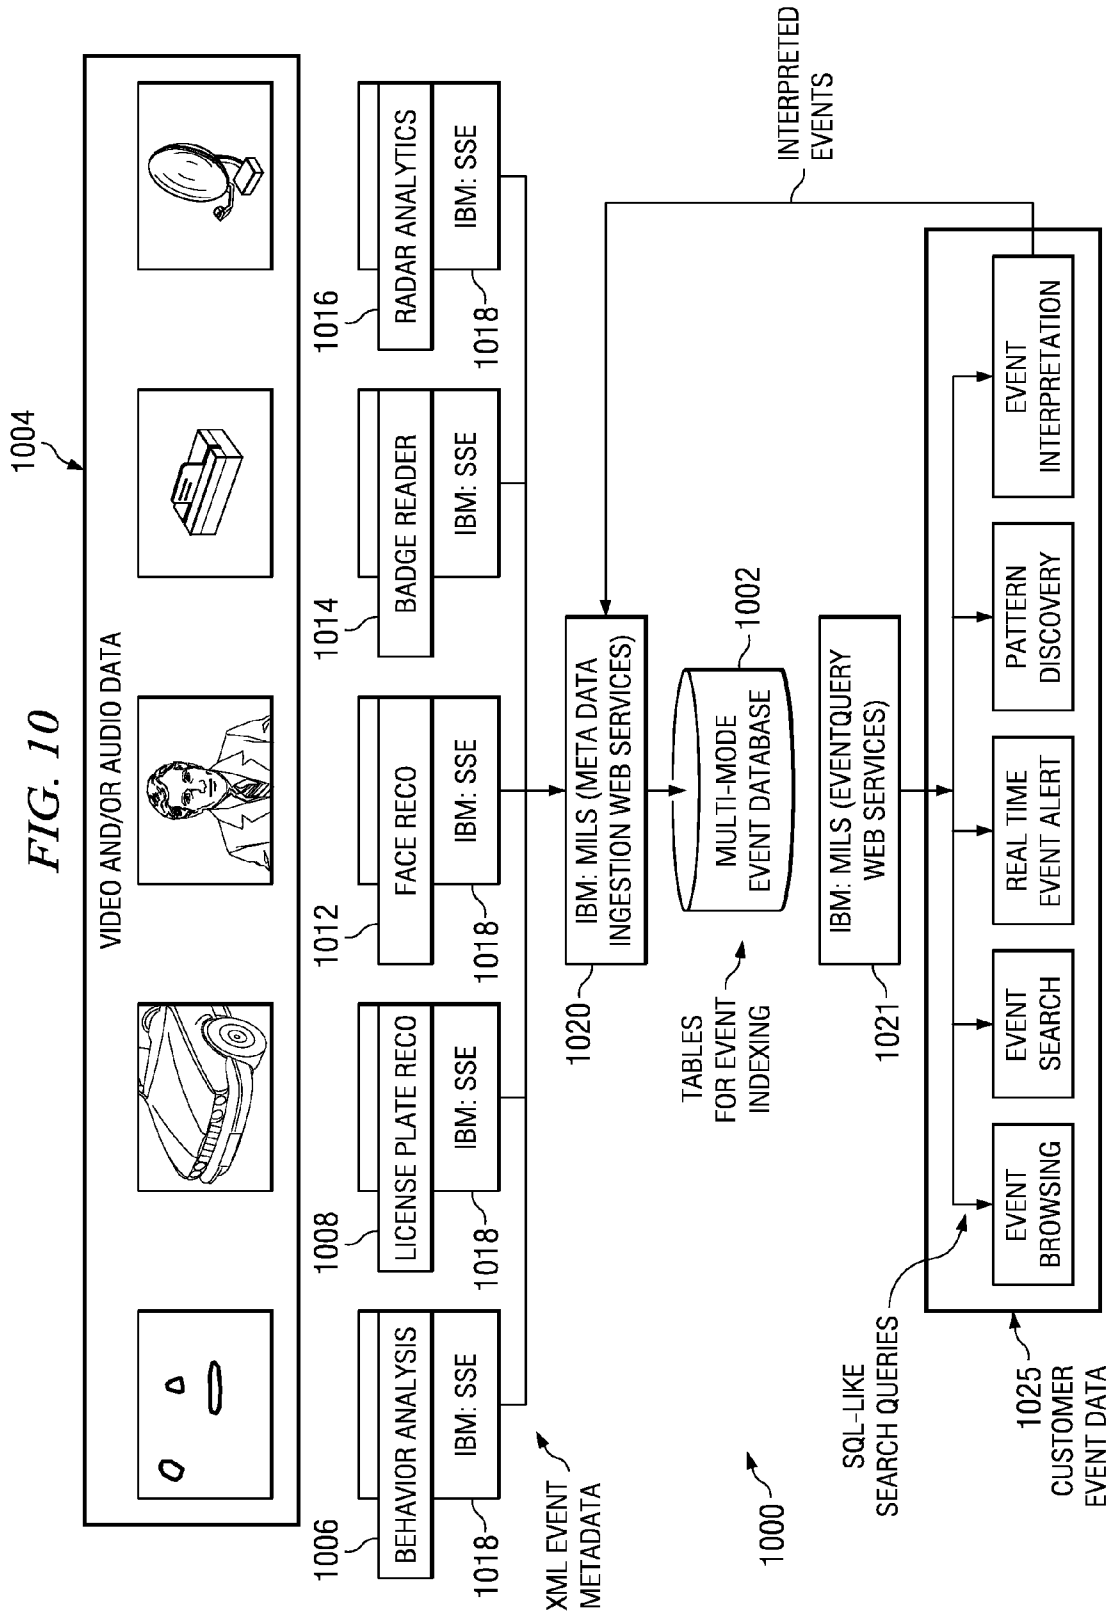 FIG. 10
1004
VIDEO AND/OR AUDIO DATA
1006
BEHAVIOR ANALYSIS
IBM: SSE
1018
1008
LICENSE PLATE RECO
IBM: SSE
1018
1012
FACE RECO
IBM: SSE
1018
1014
BADGE READER
IBM: SSE
1016
RADAR ANALYTICS
IBM: SSE
1018
XML EVENT
METADATA
1020
IBM: MILS (META DATA
INGESTION WEB SERVICES)
INTERPRETED
EVENTS
TABLES
FOR EVENT
INDEXING
MULTI-MODE
EVENT DATABASE
1002
1000
1021
IBM: MILS (EVENTQUERY
WEB SERVICES)
SQL-LIKE
SEARCH QUERIES
EVENT
BROWSING
EVENT
SEARCH
REAL TIME
EVENT ALERT
PATTERN
DISCOVERY
EVENT
INTERPRETATION
1025
CUSTOMER
EVENT DATA